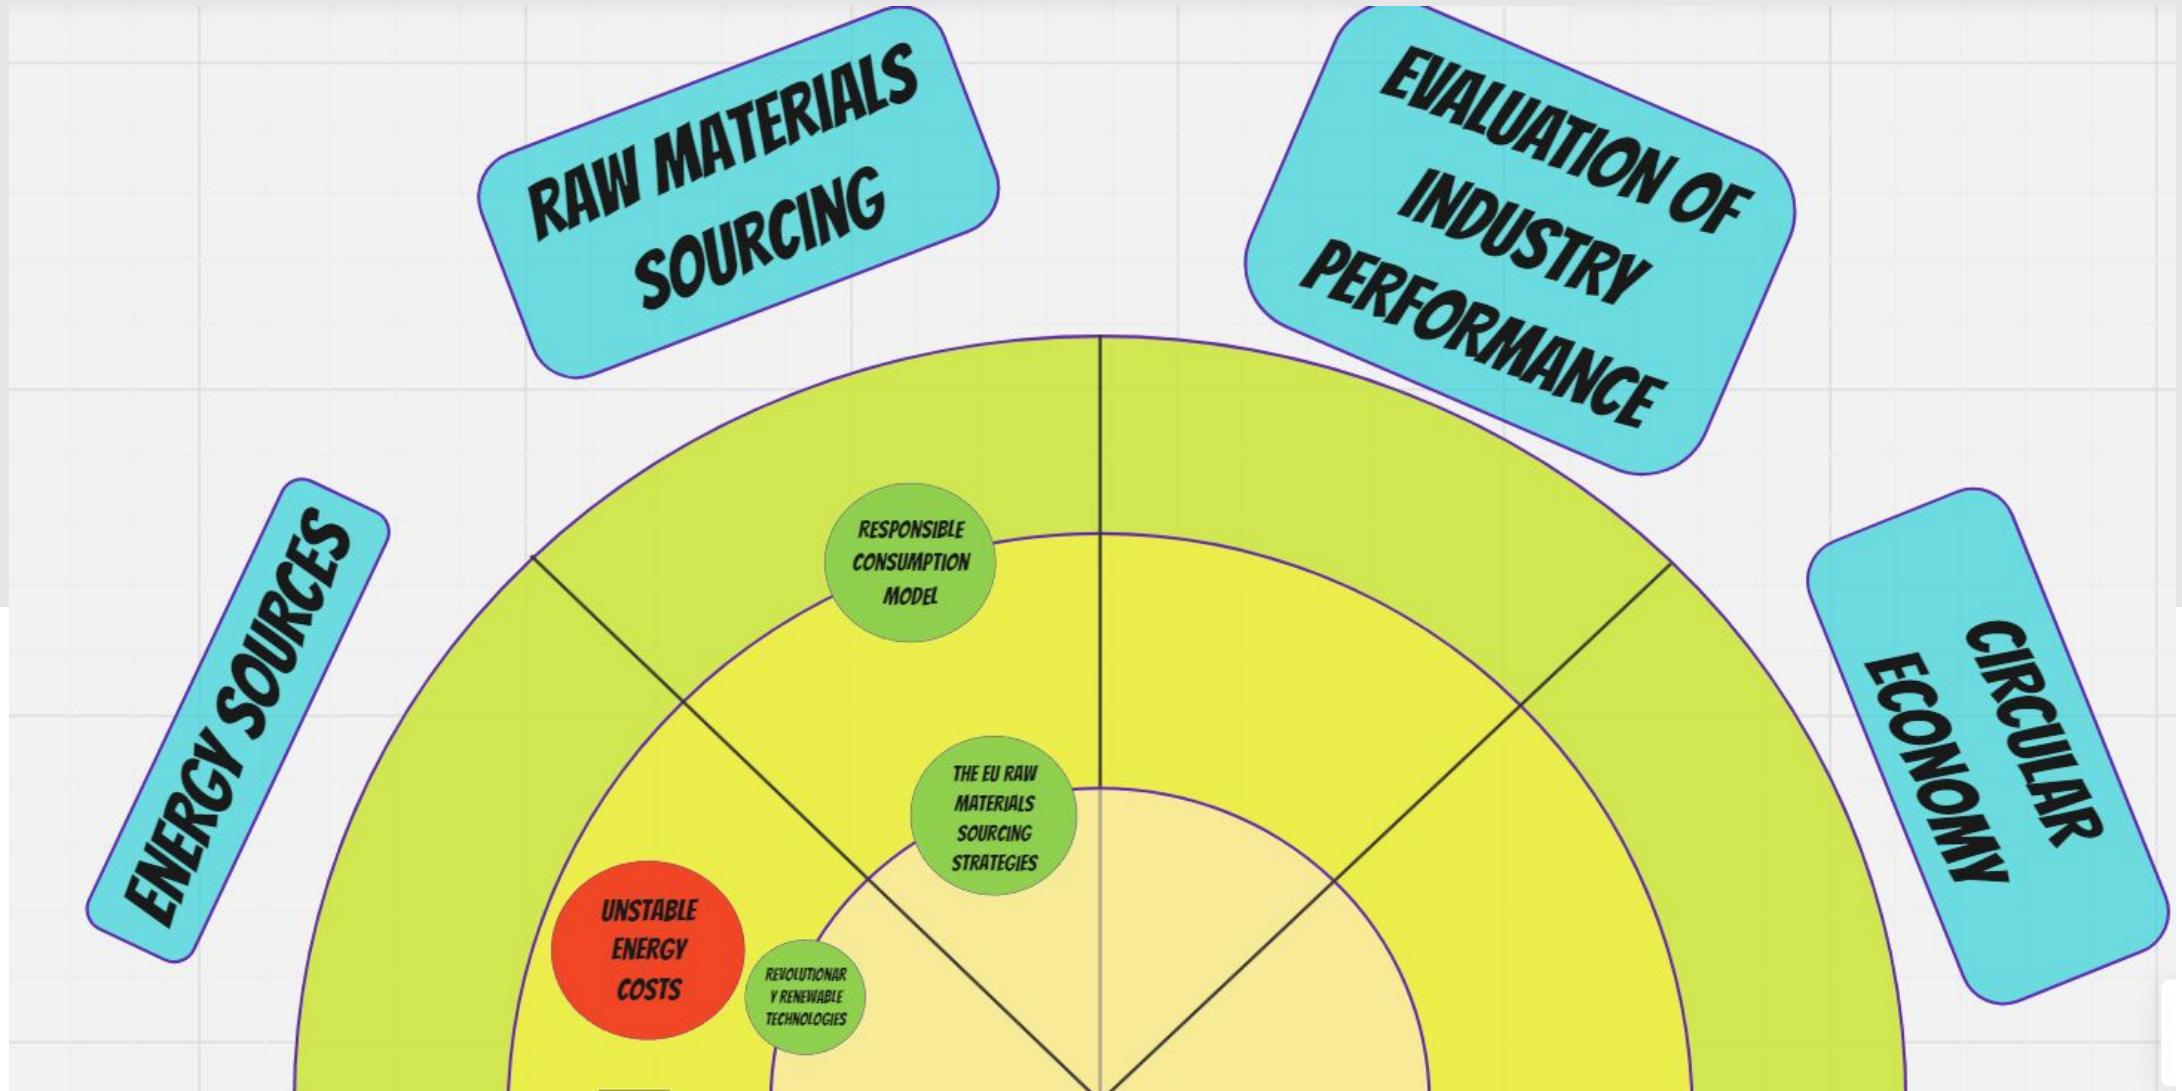 RAW MATERIALS
SOURCING
EVALUATION OF
INDUSTRY
PERFORMANCE
ENERGY SOURCES
CIRCULAR
ECONOMY
RESPONSIBLE
CONSUMPTION
MODEL
THE EU RAW
MATERIALS
SOURCING
STRATEGIES
UNSTABLE
ENERGY
COSTS
REVOLUTIONAR
Y RENEWABLE
TECHNOLOGIES